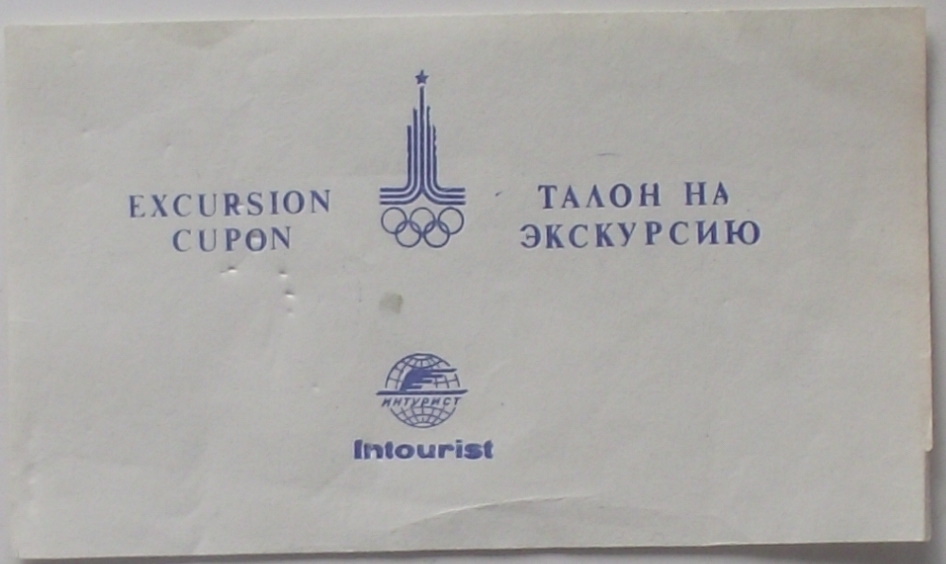 EXCURSION
CUPON
ТАЛОН НА
ЭКСКУРСИЮ
ИНТУРИСТ
Intourist